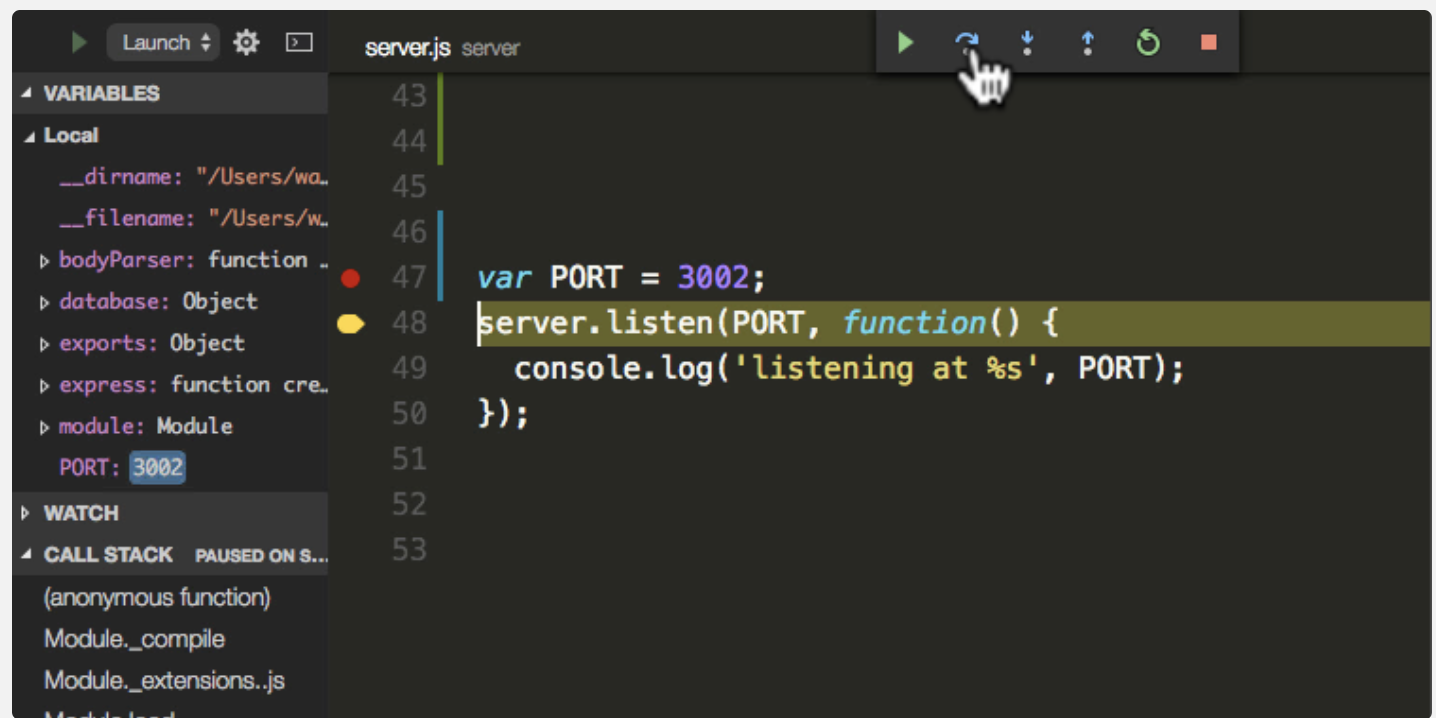 Launch
VARIABLES
Local
__dirname: "/Users/wa…
__filename: "/Users/w…
bodyParser: function …
database: Object
exports: Object
express: function cre…
module: Module
PORT: 3002
WATCH
CALL STACK PAUSED ON S...
(anonymous function)
Module._compile
Module._extensions..js
Module.load
server.js server
43
44
45
46
47 var PORT = 3002;
48 server.listen(PORT, function() {
49 console.log('listening at %s', PORT);
50 });
51
52
53